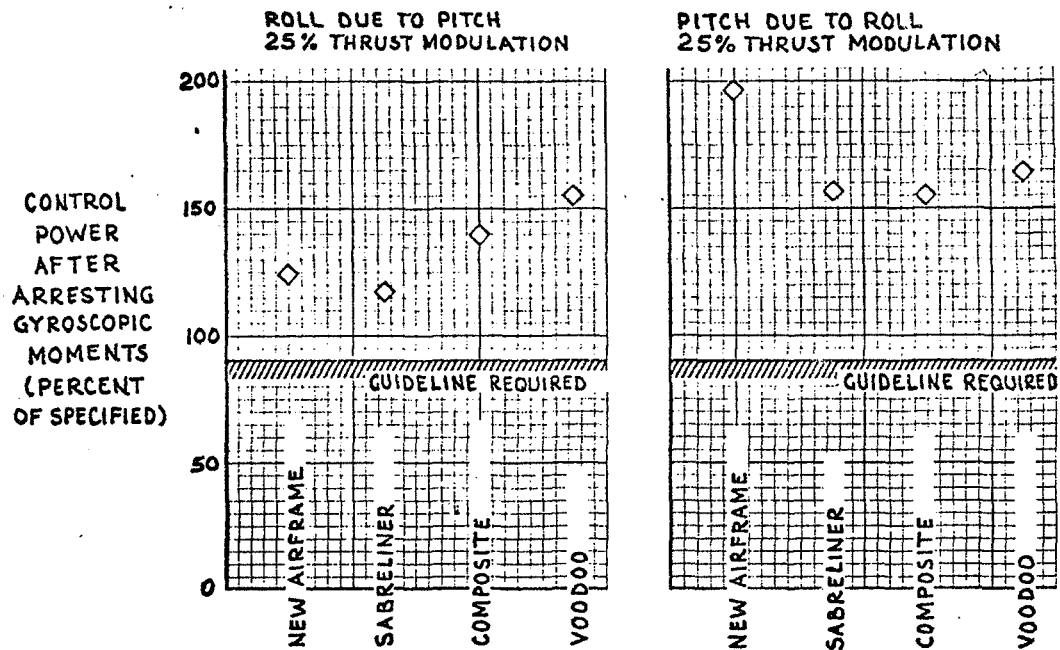 ROLL DUE TO PITCH
25% THRUST MODULATION
PITCH DUE TO ROLL
25% THRUST MODULATION
CONTROL
POWER
AFTER
ARRESTING
GYROSCOPIC
MOMENTS
(PERCENT
OF SPECIFIED)
200
150
100
50
0
GUIDELINE REQUIRED
NEW AIRFRAME
SABRELINER
COMPOSITE
VOODOO
GUIDELINE REQUIRED
NEW AIRFRAME
SABRELINER
COMPOSITE
VOODOO